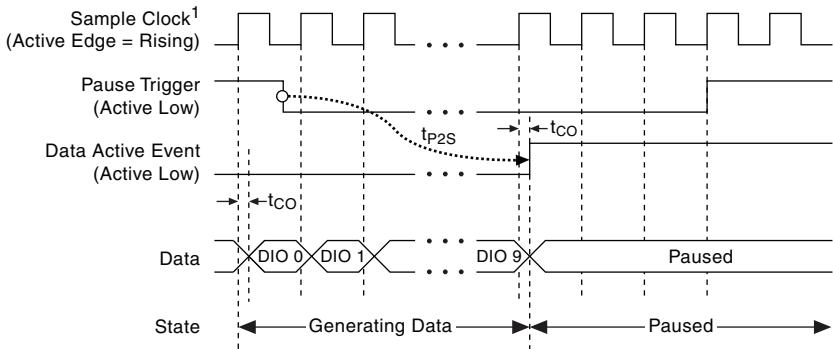 Sample Clock1
(Active Edge = Rising)
Pause Trigger
(Active Low)
tP2S
tCO
Data Active Event
(Active Low)
tCO
Data
DIO 0
DIO 1
DIO 9
Paused
State
Generating Data
Paused